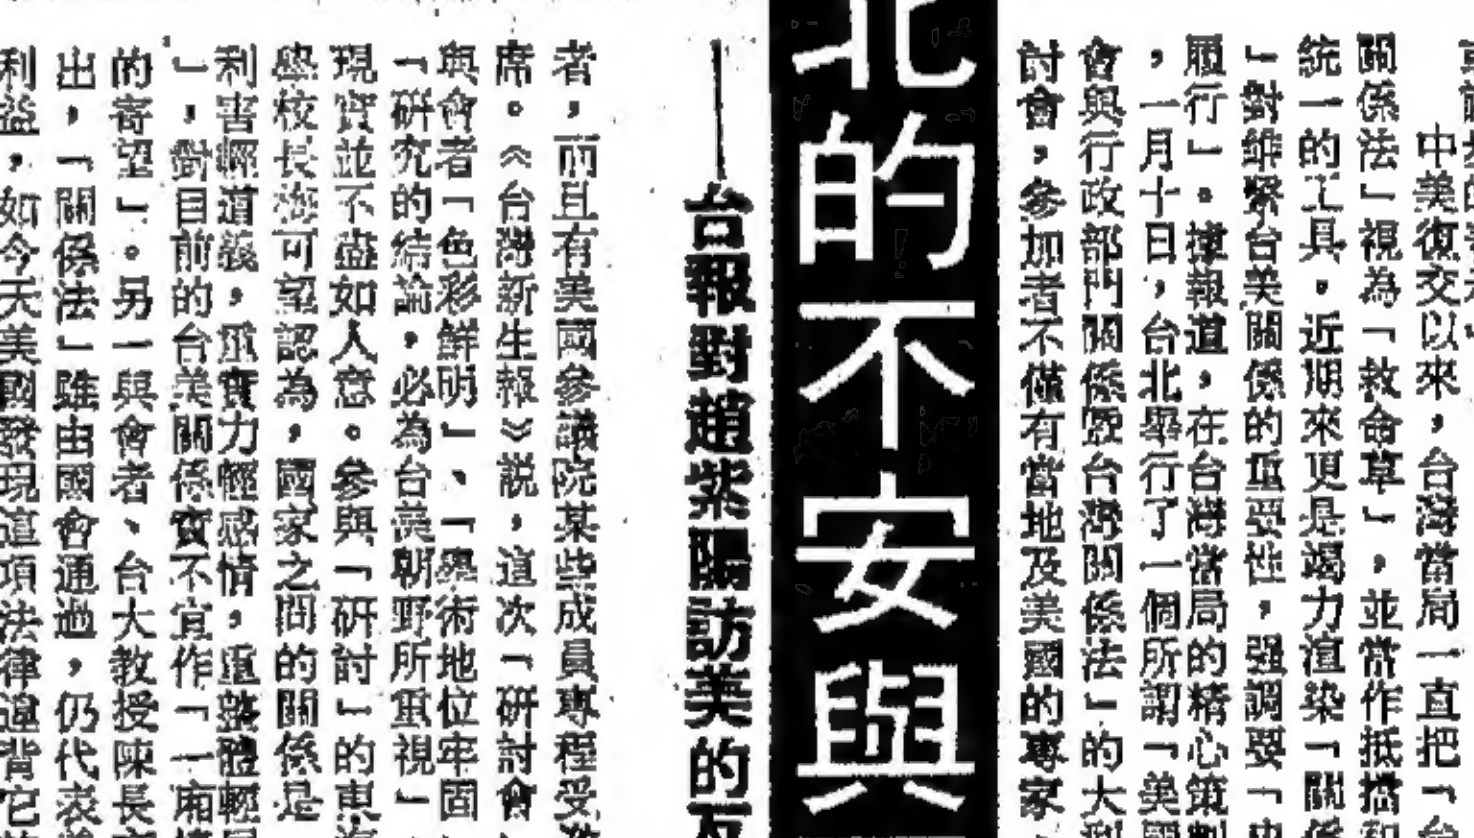 中美復交以來，台灣當局一直把「
關係法」視為「救命草」，並當作抵擋
統一的工具。近期來更是竭力渲染「關係
」對維繫台美關係的重要性，强調要「
履行」。據報道，在台灣當局的精心策劃
，一月十日，台北舉行了一個所謂「美國
會與行政部門關係暨台灣關係法」的大
討會，參加者不僅有當地及美國的專家
北的不安與
——台報對趙紫陽訪美的反
者，而且有美國參議院某些成員專程受
席。《台灣新生報》説，這次「研討會」
與會者「色彩鮮明」、「學術地位牢固」
「研究的結論，必為台美朝野所重視」
現實並不盡如人意。參與「研討」的東海
學校長梅可望認為，國家之間的關係是
利害輕道義，重實力輕感情，重整體輕
」，對目前的台美關係實不宜作「一廂
的寄望」。另一與會者、台大教授陳長
出，「關係法」雖由國會通過，仍代表
利益，如今天美國發現這項法律違背它